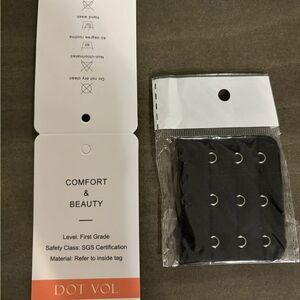 Hand wash
40 degree routine
Non-chlorinated
Do not dry clean
COMFORT
&
BEAUTY
Level: First Grade
Safety Class: SGS Certification
Material: Refer to inside tag
DOT VOL